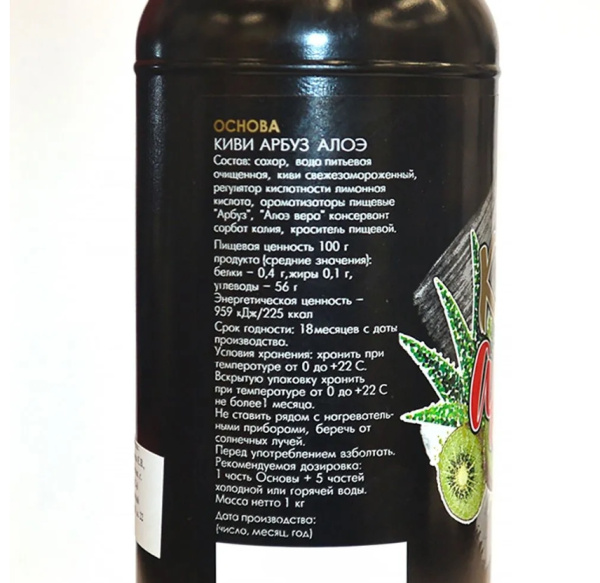 ОСНОВА
КИВИ АРБУЗ АЛОЭ
Состав: сахар, вода питьевая
очищенная, киви свежезамороженный,
регулятор кислотности лимонная
кислота, ароматизаторы пищевые
"Арбуз", "Алоэ вера" консервант
сорбат калия, краситель пищевой.
Пищевая ценность 100 г
продукта (средние значения):
белки – 0,4 г,жиры 0,1 г,
углеводы – 56 г
Энергетическая ценность –
959 кДж/225 ккал
Срок годности: 18месяцев с даты
производства.
Условия хранения: хранить при
температуре от 0 до +22 С.
Вскрытую упаковку хранить
при температуре от 0 до +22 С
не более1 месяца.
Не ставить рядом с нагреватель-
ными приборами, беречь от
солнечных лучей.
Перед употреблением взболтать.
Рекомендуемая дозировка:
1 часть Основы + 5 частей
холодной или горячей воды.
Масса нетто 1 кг
Дата производства:
(число, месяц, год)